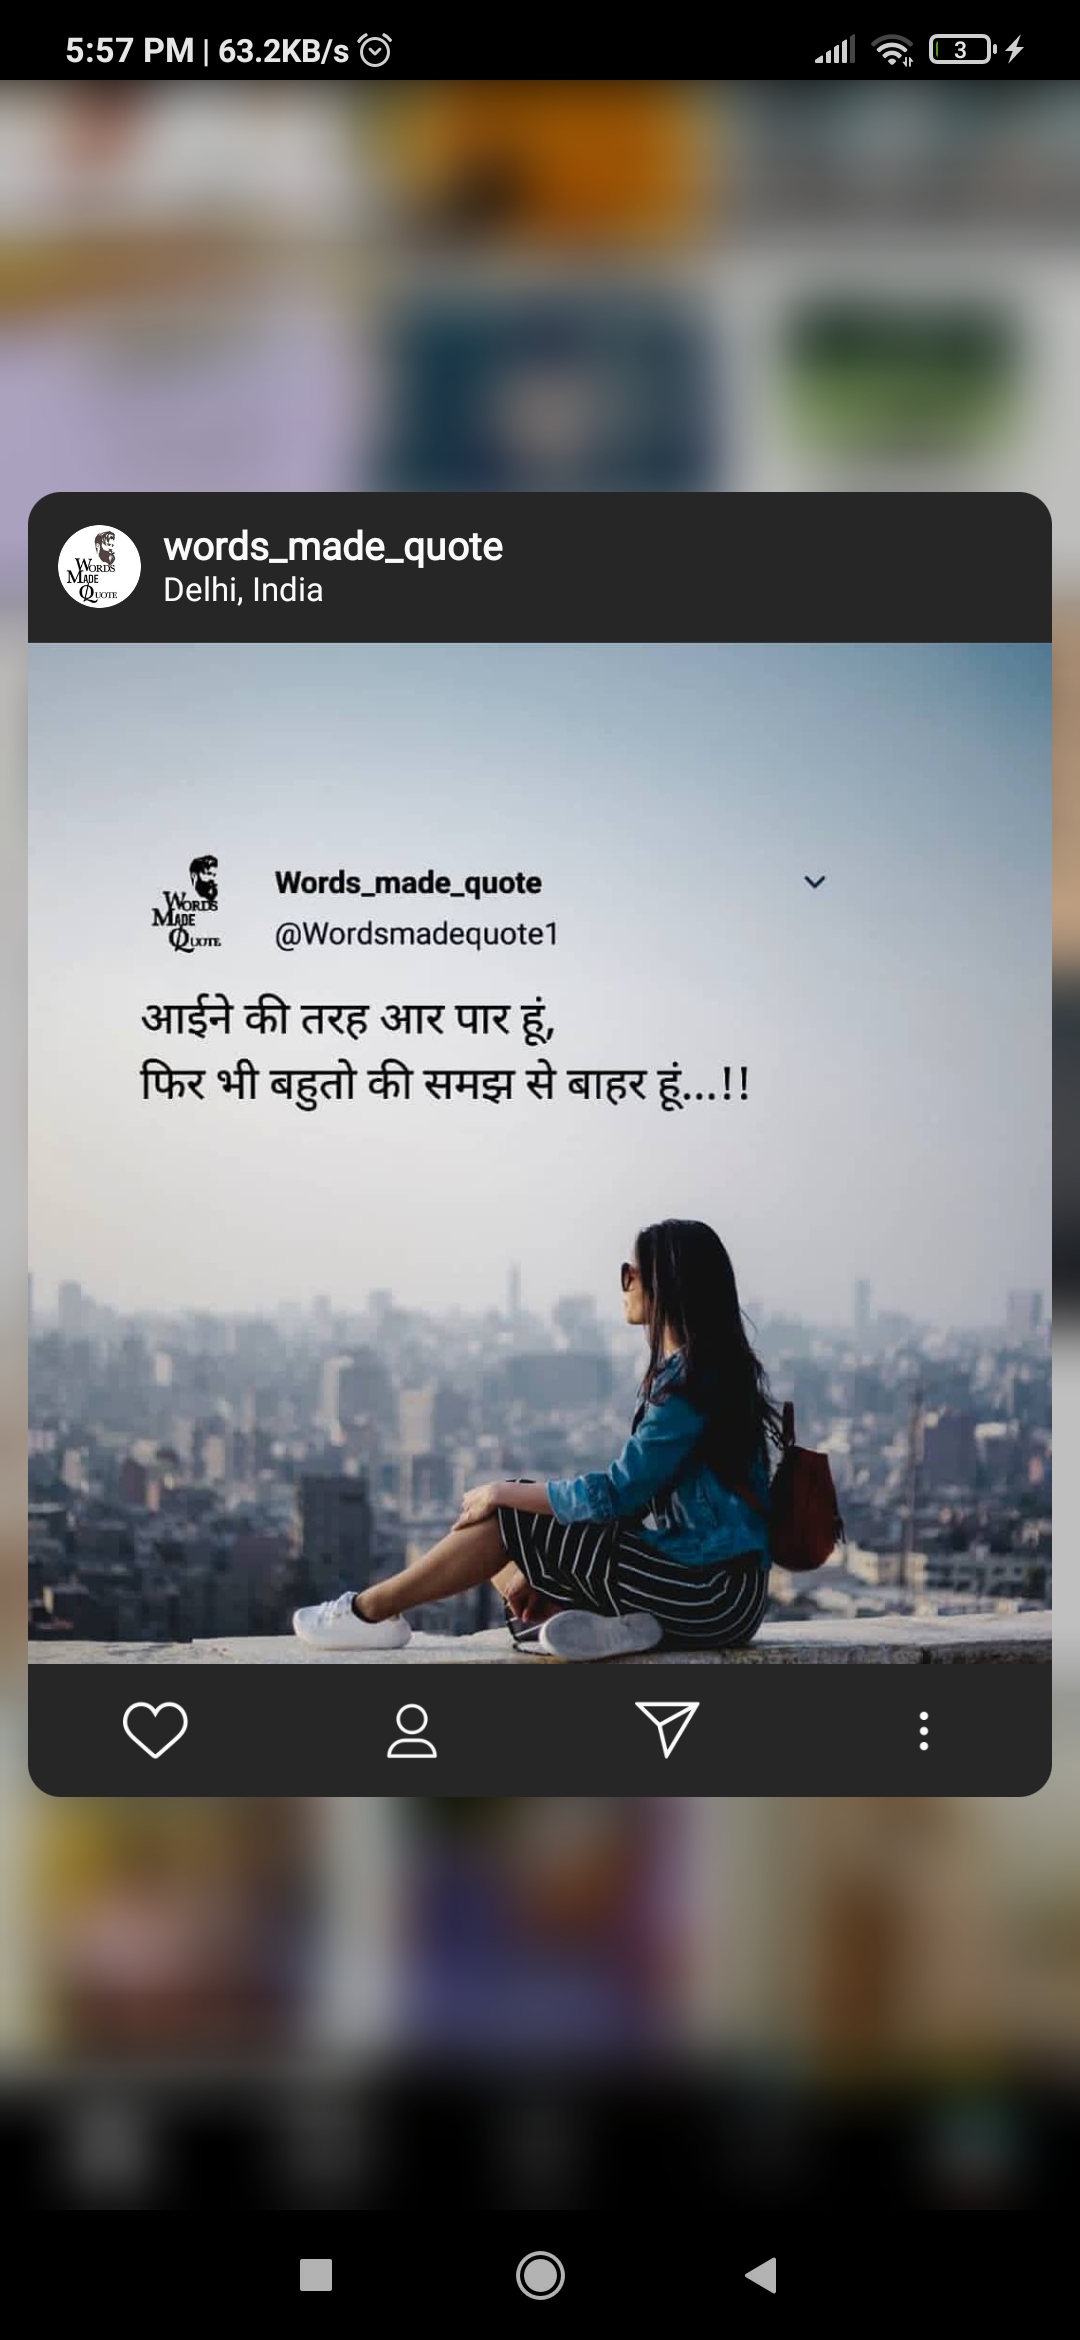 5:57 PM | 63.2KB/s
3
words_made_quote
Delhi, India
WORDS
MADE
QUOTE
WORDS
MADE
QUOTE
Words_made_quote
@Wordsmadequote1
आईने की तरह आर पार हूं,
फिर भी बहुतो की समझ से बाहर हूं...!!